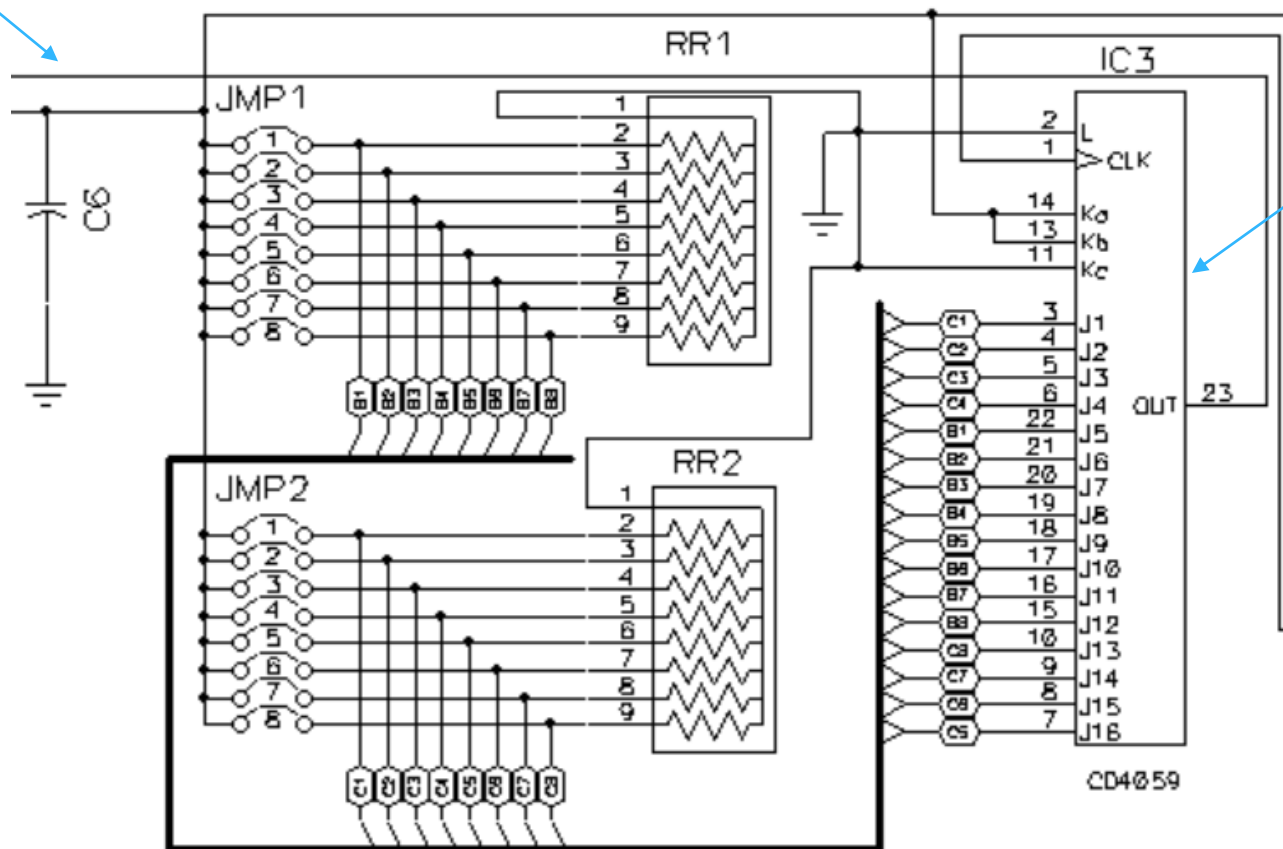 RR1
IC3
JMP1
1
2
3
4
5
6
7
8
1
2
3
4
5
6
7
8
9
C6
B1 B2 B3 B4 B5 B6 B7 B8
2 L
1 CLK
14 Ka
13 Kb
11 Kc
C1 3 J1
C2 4 J2
C3 5 J3
C4 6 J4
B1 22 J5
B2 21 J6
B3 20 J7
B4 19 J8
B5 18 J9
B6 17 J10
B7 16 J11
B8 15 J12
C8 10 J13
C7 9 J14
C6 8 J15
C5 7 J16
OUT 23
CD4059
RR2
JMP2
1
2
3
4
5
6
7
8
1
2
3
4
5
6
7
8
9
C1 C2 C3 C4 C5 C6 C7 C8